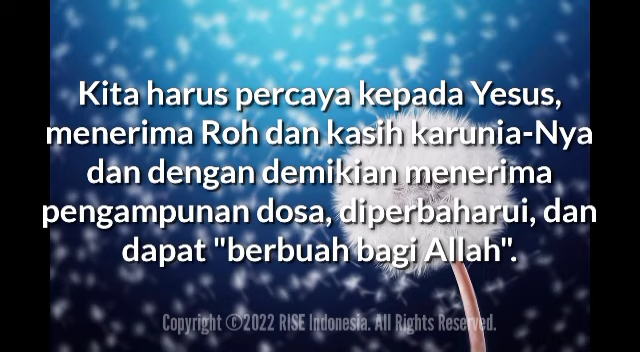 Kita harus percaya kepada Yesus,
menerima Roh dan kasih karunia-Nya
dan dengan demikian menerima
pengampunan dosa, diperbaharui, dan
dapat "berbuah bagi Allah".
Copyright ©2022 RISE Indonesia. All Rights Reserved.